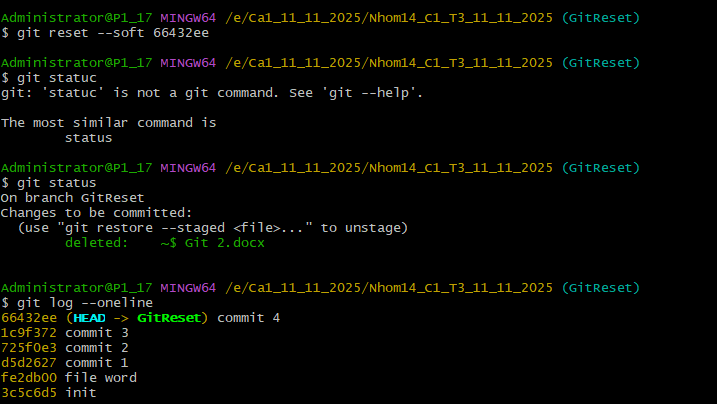 Administrator@P1_17 MINGW64 /e/Ca1_11_11_2025/Nhom14_C1_T3_11_11_2025 (GitReset)
$ git reset --soft 66432ee
Administrator@P1_17 MINGW64 /e/Ca1_11_11_2025/Nhom14_C1_T3_11_11_2025 (GitReset)
$ git statuc
git: 'statuc' is not a git command. See 'git --help'.
The most similar command is
status
Administrator@P1_17 MINGW64 /e/Ca1_11_11_2025/Nhom14_C1_T3_11_11_2025 (GitReset)
$ git status
On branch GitReset
Changes to be committed:
(use "git restore --staged <file>..." to unstage)
deleted:    ~$ Git 2.docx
Administrator@P1_17 MINGW64 /e/Ca1_11_11_2025/Nhom14_C1_T3_11_11_2025 (GitReset)
$ git log --oneline
66432ee (HEAD -> GitReset) commit 4
1c9f372 commit 3
725f0e3 commit 2
d5d2627 commit 1
fe2db00 file word
3c5c6d5 init